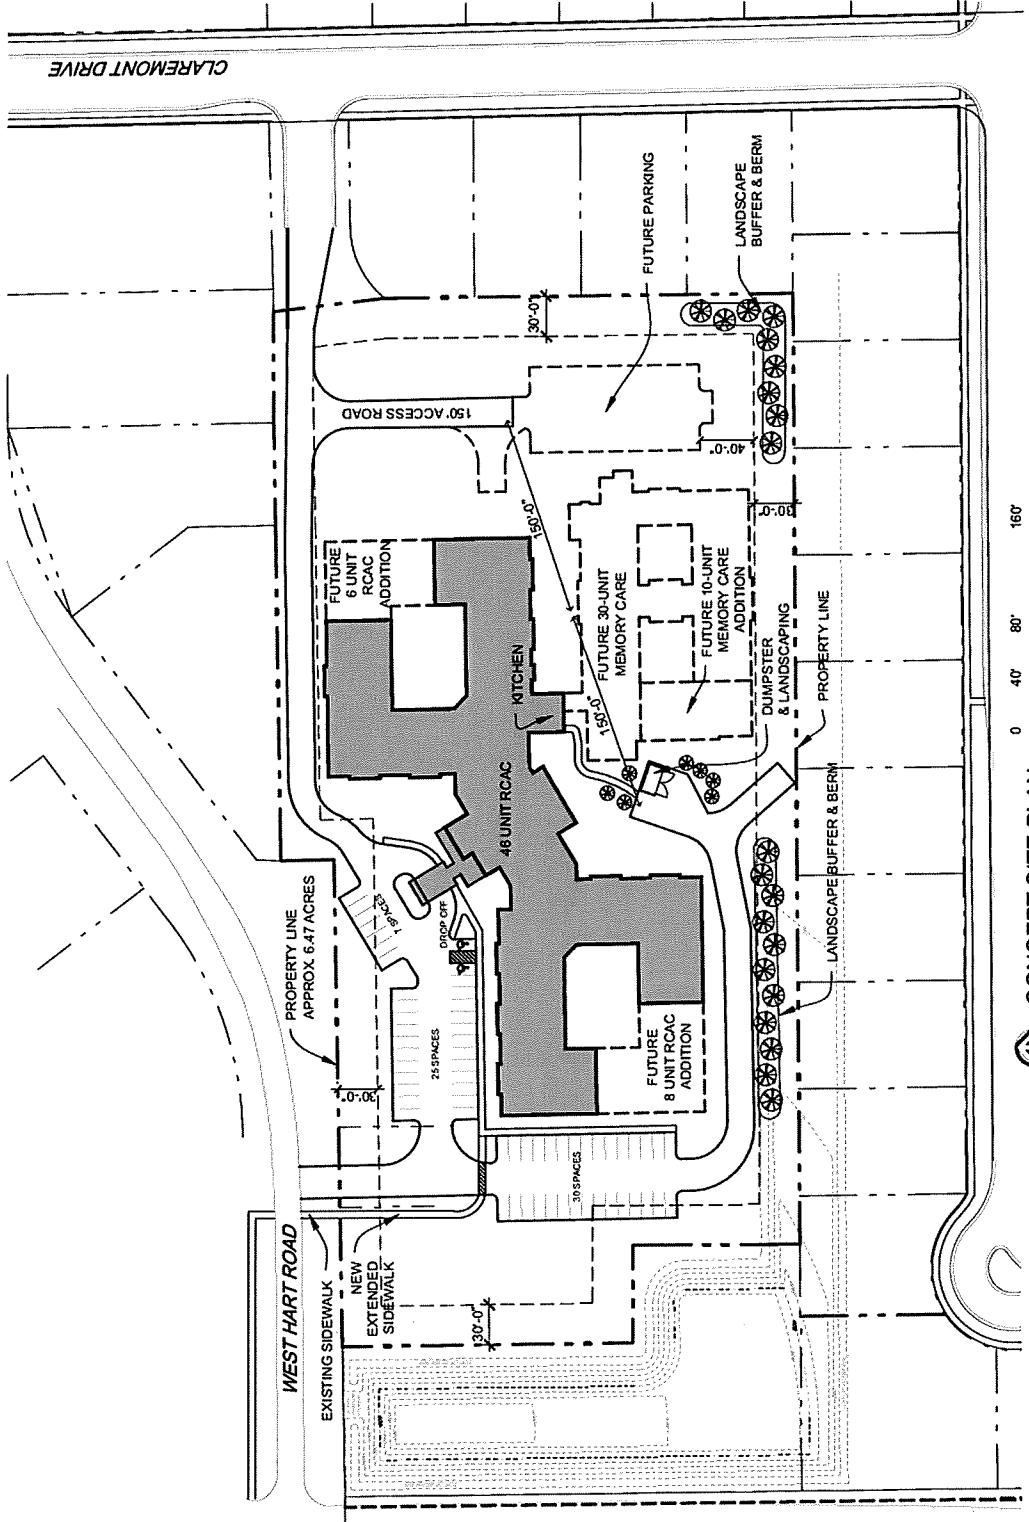 CLAREMONT DRIVE
LANDSCAPE
BUFFER & BERM
FUTURE PARKING
30'-0"
150' ACCESS ROAD
40'-0"
30'-0"
150'-0"
FUTURE
6 UNIT
RCAC
ADDITION
FUTURE 30-UNIT
MEMORY CARE
FUTURE 10-UNIT
MEMORY CARE
ADDITION
KITCHEN
150'-0"
DUMPSTER
& LANDSCAPING
PROPERTY LINE
46 UNIT RCAC
7 SPACES
DROP OFF
LANDSCAPE BUFFER & BERM
PROPERTY LINE
APPROX. 6.47 ACRES
25 SPACES
30'-0"
FUTURE
8 UNIT RCAC
ADDITION
30 SPACES
WEST HART ROAD
EXISTING SIDEWALK
NEW
EXTENDED
SIDEWALK
30'-0"
0 40' 80' 160'